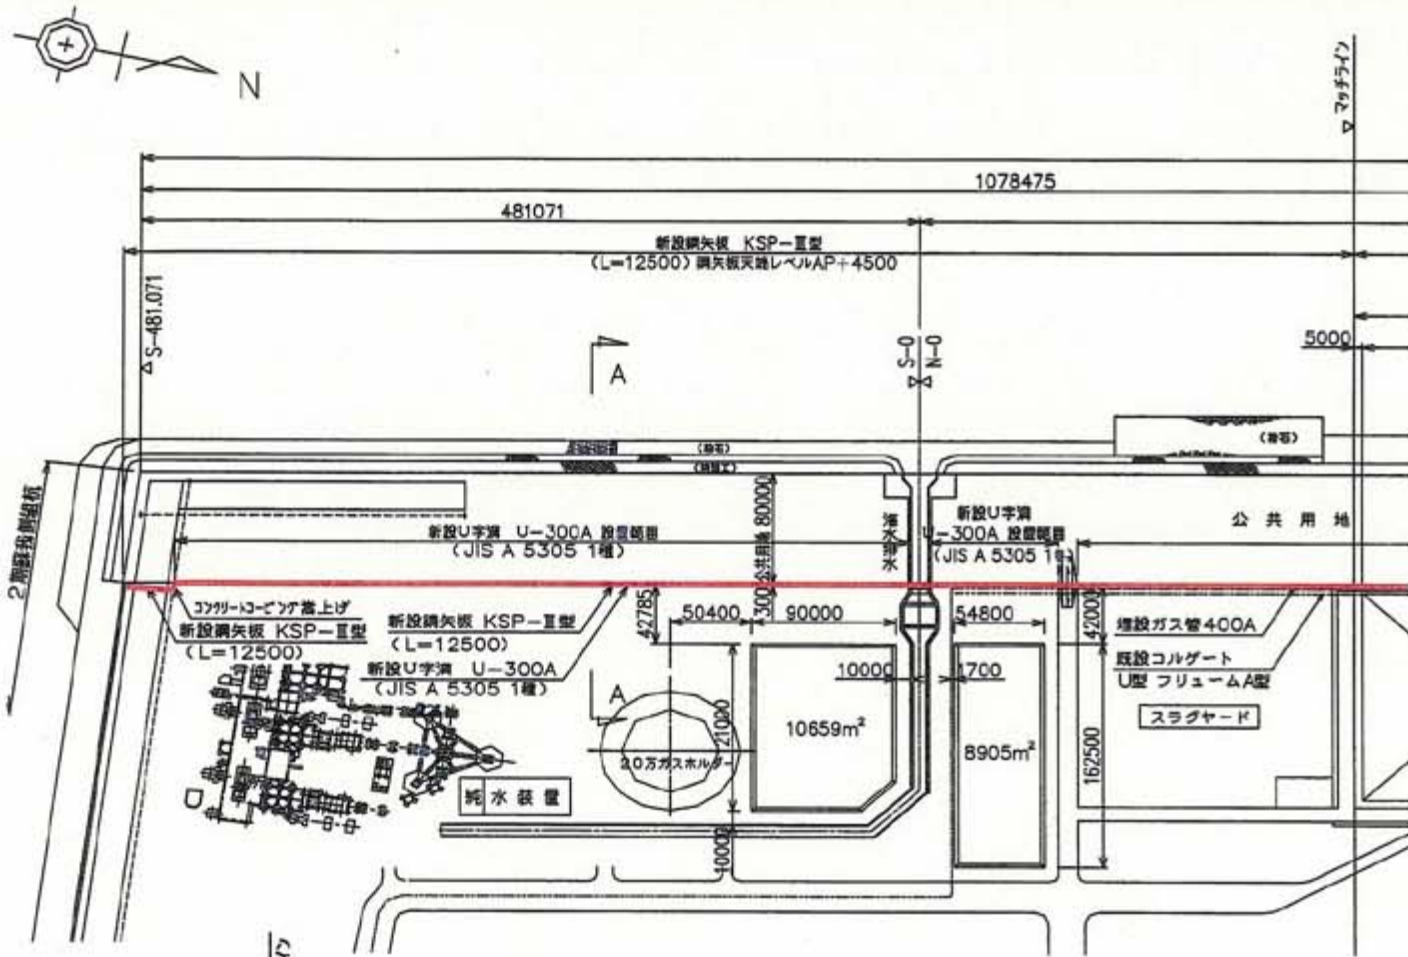 N
▽ マッチライン
1078475
481071
新設鋼矢板 KSP-Ⅲ型
(L=12500) 鋼矢板天端レベルAP+4500
△ S-481.071
A
S-0
N-0
5000
(捨石)
(捨石)
新設U字溝 U-300A 設置範囲
(JIS A 5305 1種)
公共用地 80000
300
海水導水
新設U字溝
U-300A 設置範囲
(JIS A 5305 1種)
公共用地
コンクリートコーピング嵩上げ
新設鋼矢板 KSP-Ⅲ型
(L=12500)
新設鋼矢板 KSP-Ⅲ型
(L=12500)
新設U字溝 U-300A
(JIS A 5305 1種)
42785
50400
90000
54800
42000
埋設ガス管400A
既設コルゲート
U型 フリュームA型
スラグヤード
A
10000
1700
21000
10659m²
8905m²
162500
20万ガスホルダー
純水装置
10000
イン